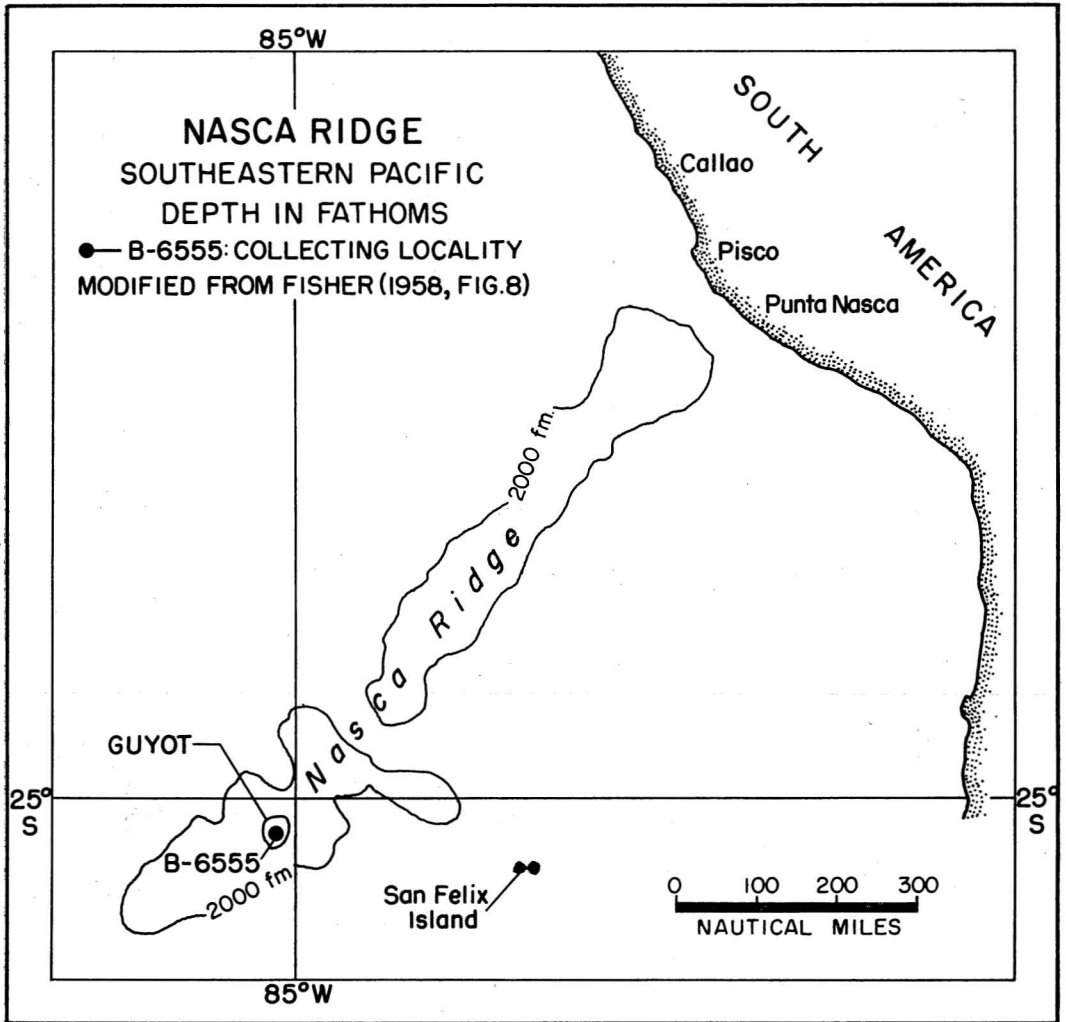 85°W
NASCA RIDGE
SOUTHEASTERN PACIFIC
DEPTH IN FATHOMS
B-6555: COLLECTING LOCALITY
MODIFIED FROM FISHER (1958, FIG.8)
SOUTH
AMERICA
Callao
Pisco
Punta Nasca
2000 fm.
Nasca Ridge
GUYOT
25°
S
25°
S
B-6555
2000 fm.
San Felix
Island
0 100 200 300
NAUTICAL MILES
85°W